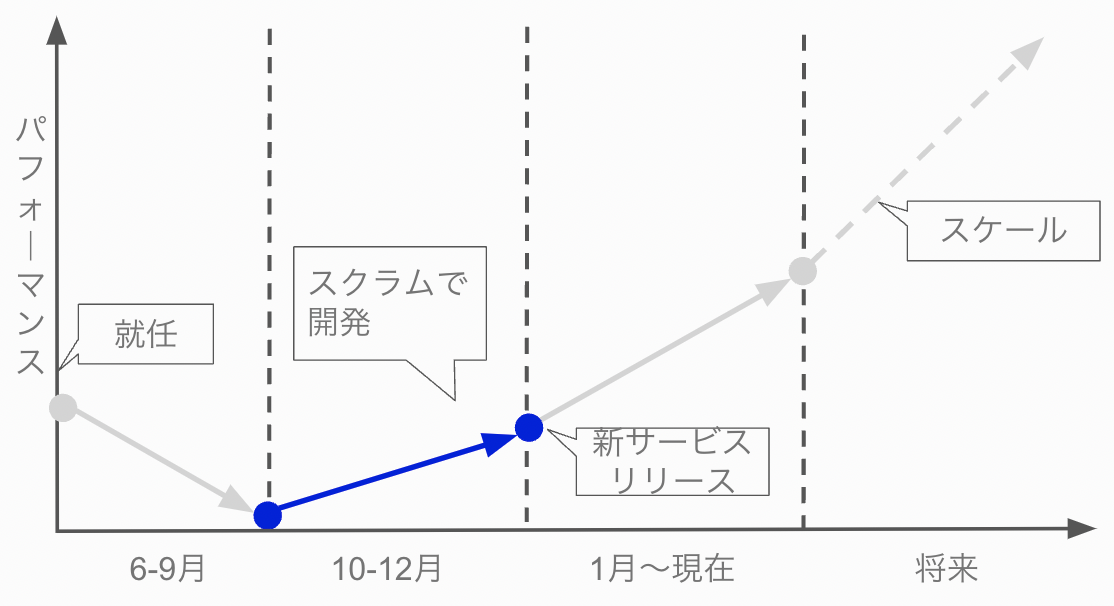 パフォーマンス
就任
スクラムで
開発
新サービス
リリース
スケール
6-9月
10-12月
1月〜現在
将来